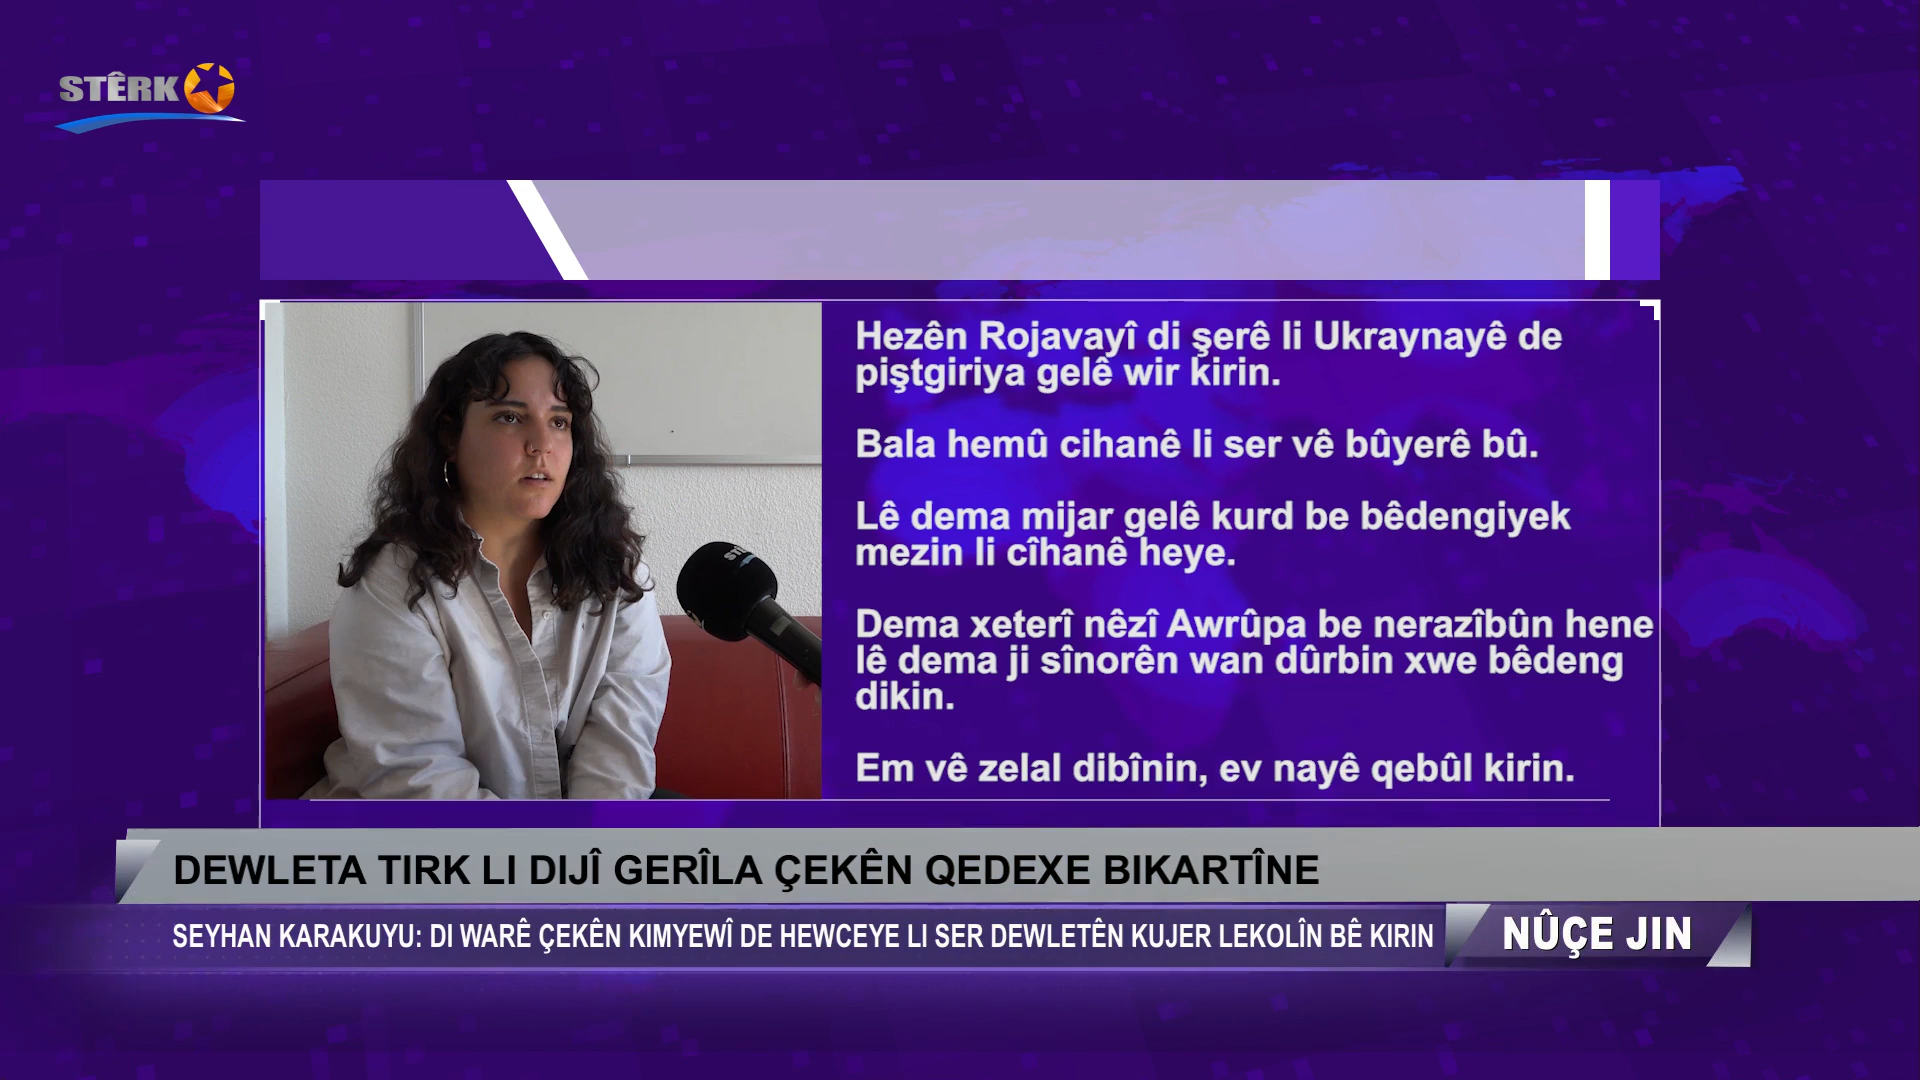 STÊRK
Hezên Rojavayî di şerê li Ukraynayê de
piştgiriya gelê wir kirin.
Bala hemû cihanê li ser vê bûyerê bû.
Lê dema mijar gelê kurd be bêdengiyek
mezin li cîhanê heye.
Dema xeterî nêzî Awrûpa be nerazîbûn hene
lê dema ji sînorên wan dûrbin xwe bêdeng
dikin.
Em vê zelal dibînin, ev nayê qebûl kirin.
DEWLETA TIRK LI DIJÎ GERÎLA ÇEKÊN QEDEXE BIKARTÎNE
SEYHAN KARAKUYU: DI WARÊ ÇEKÊN KIMYEWÎ DE HEWCEYE LI SER DEWLETÊN KUJER LEKOLÎN BÊ KIRIN
NÛÇE JIN